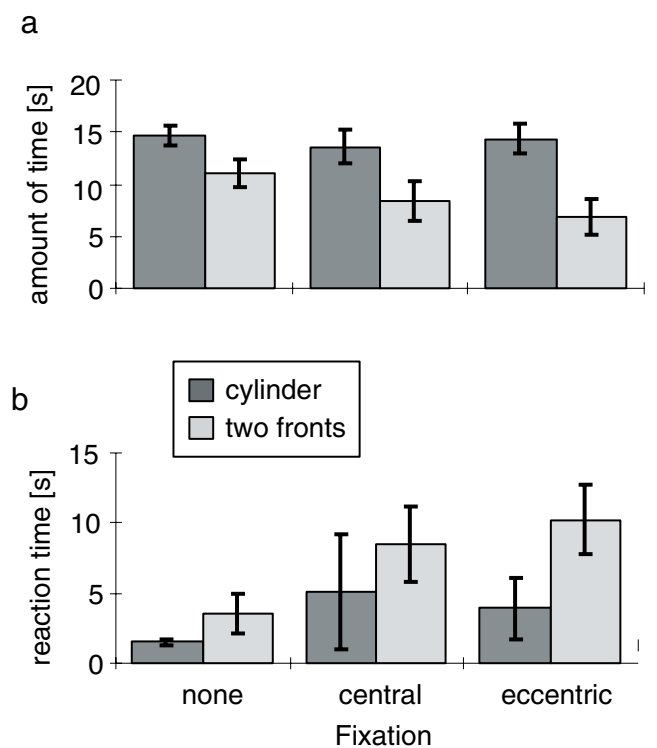 a
amount of time [s]
20
15
10
5
0
cylinder
two fronts
b
reaction time [s]
15
10
5
0
none central eccentric
Fixation